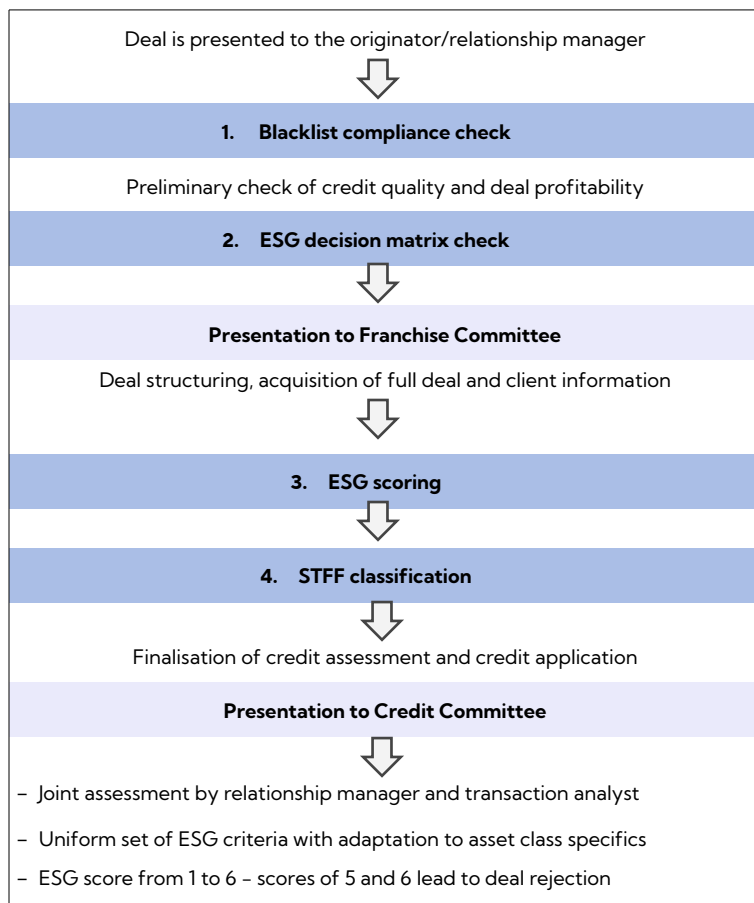 Deal is presented to the originator/relationship manager
1. Blacklist compliance check
Preliminary check of credit quality and deal profitability
2. ESG decision matrix check
Presentation to Franchise Committee
Deal structuring, acquisition of full deal and client information
3. ESG scoring
4. STFF classification
Finalisation of credit assessment and credit application
Presentation to Credit Committee
– Joint assessment by relationship manager and transaction analyst
– Uniform set of ESG criteria with adaptation to asset class specifics
– ESG score from 1 to 6 – scores of 5 and 6 lead to deal rejection